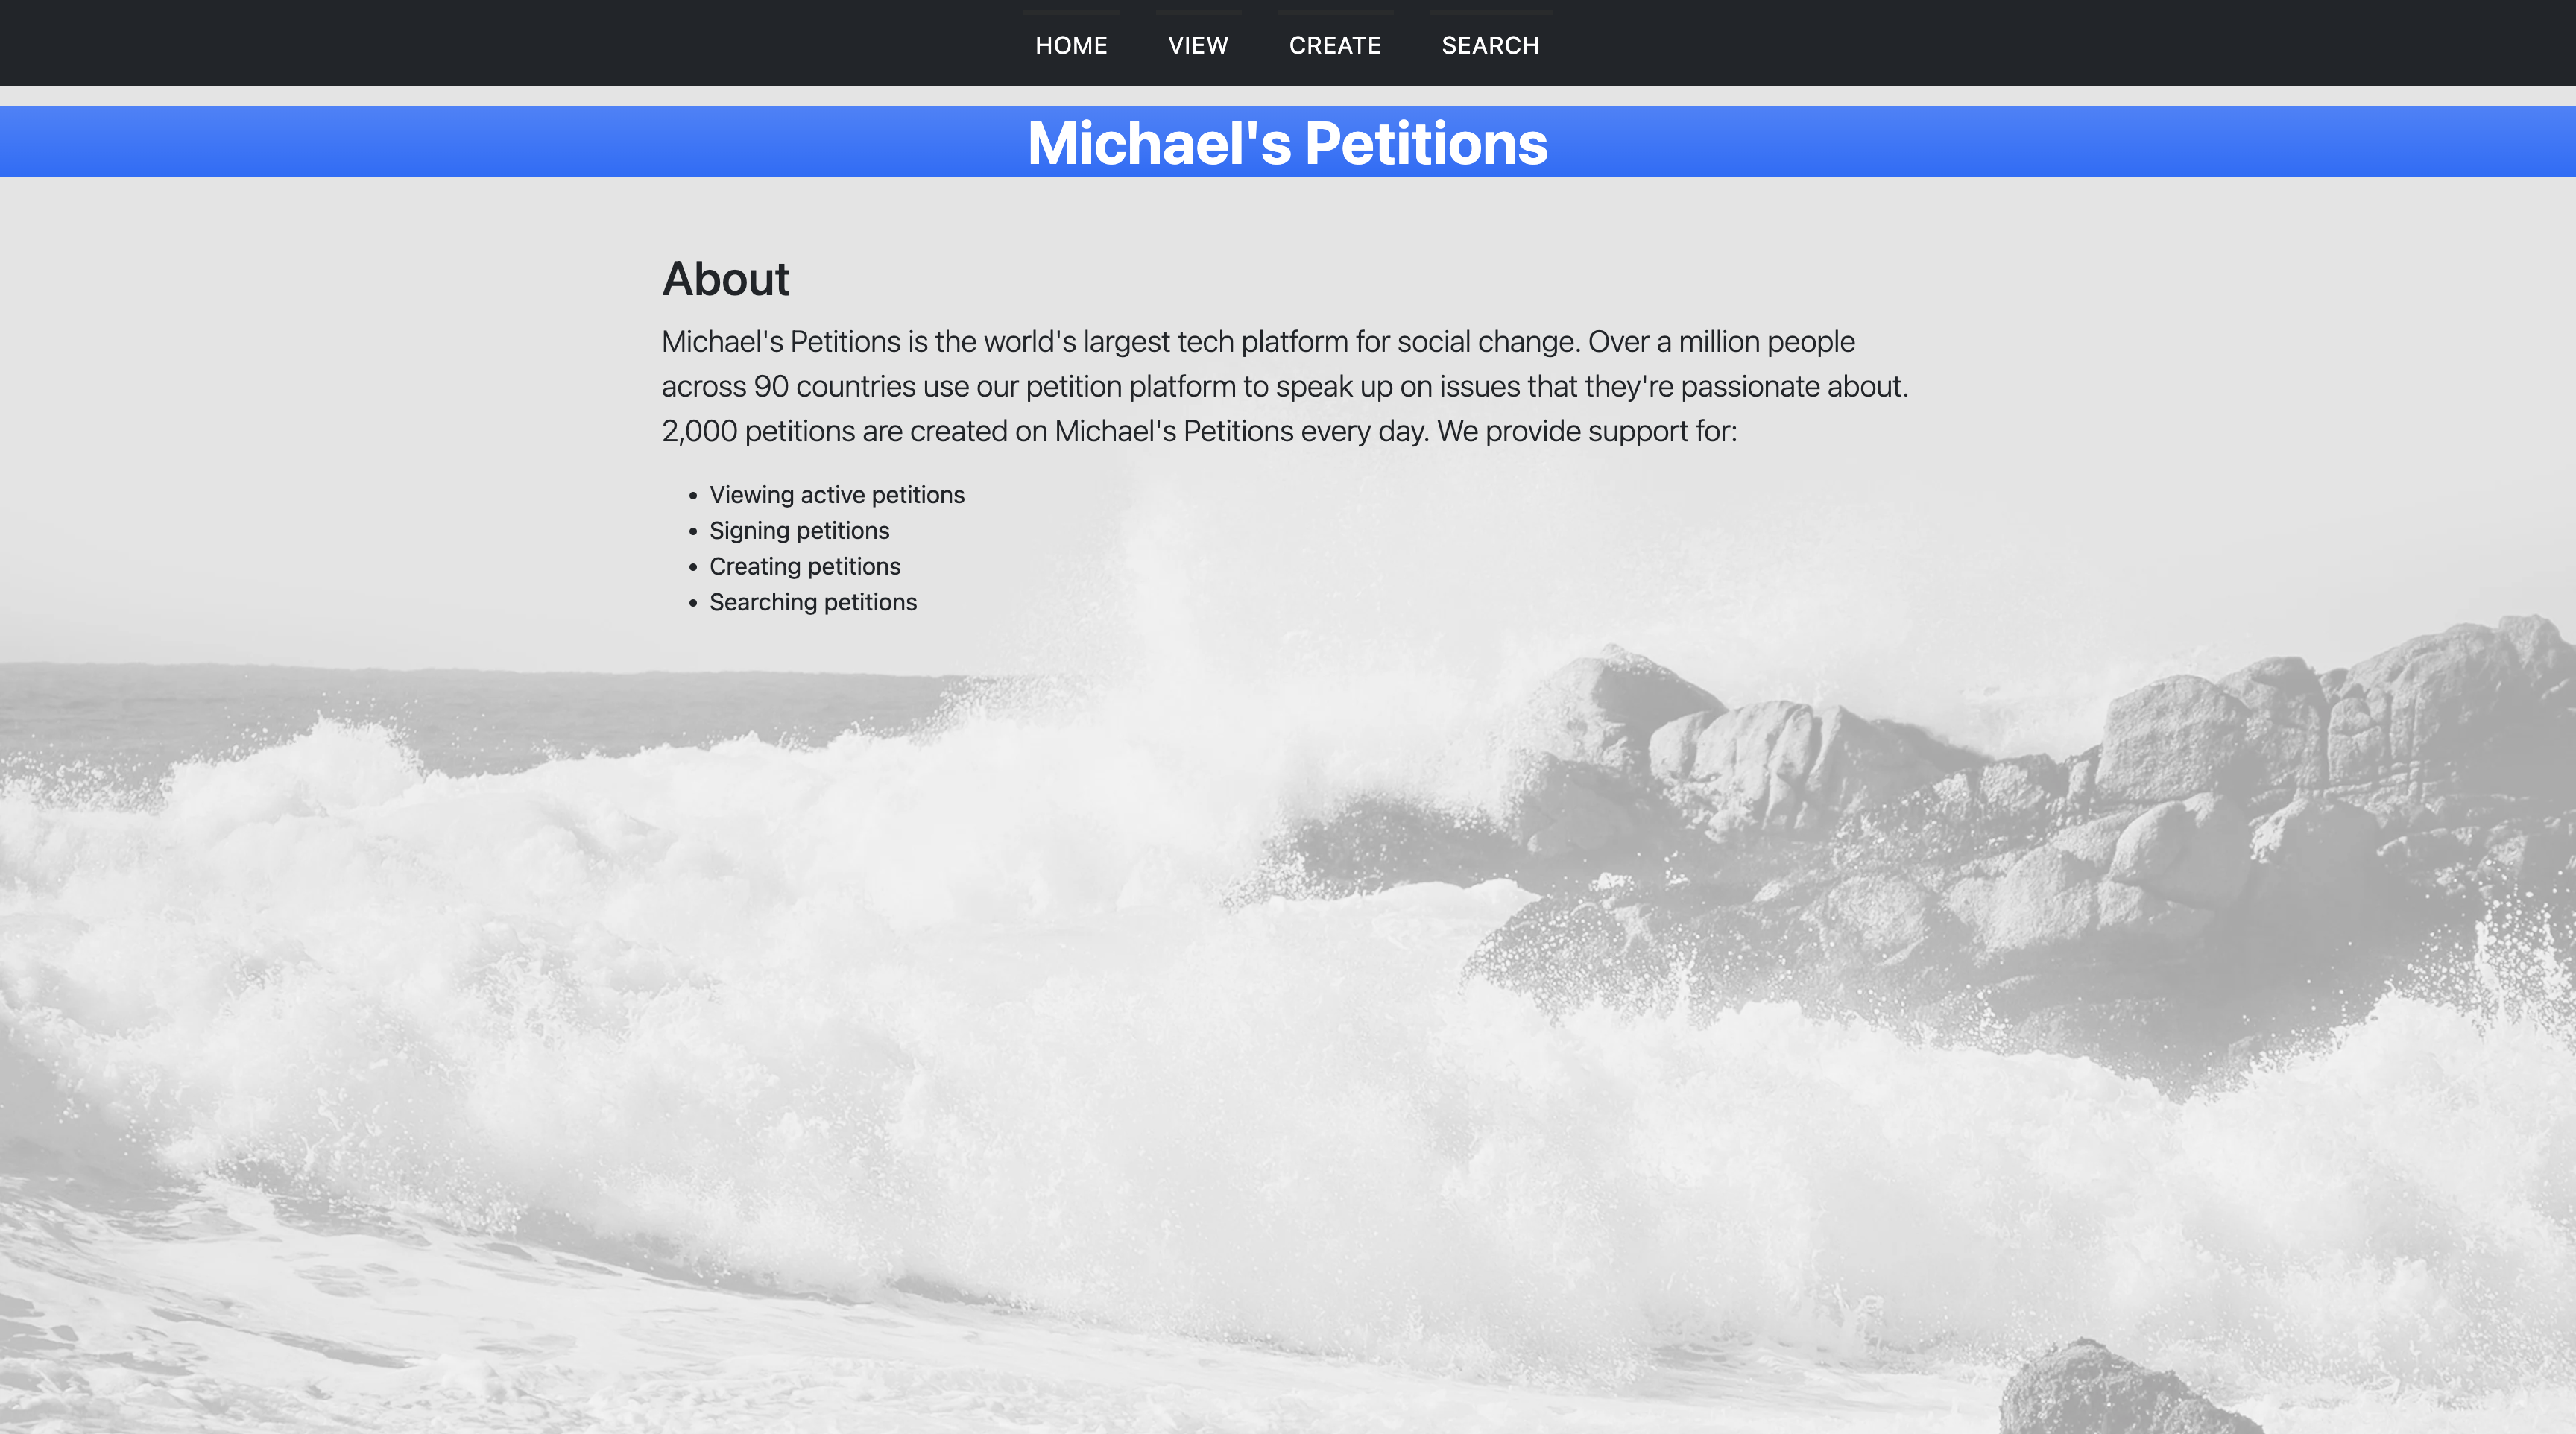 HOME VIEW CREATE SEARCH
Michael's Petitions
About
Michael's Petitions is the world's largest tech platform for social change. Over a million people
across 90 countries use our petition platform to speak up on issues that they're passionate about.
2,000 petitions are created on Michael's Petitions every day. We provide support for:
• Viewing active petitions
• Signing petitions
• Creating petitions
• Searching petitions